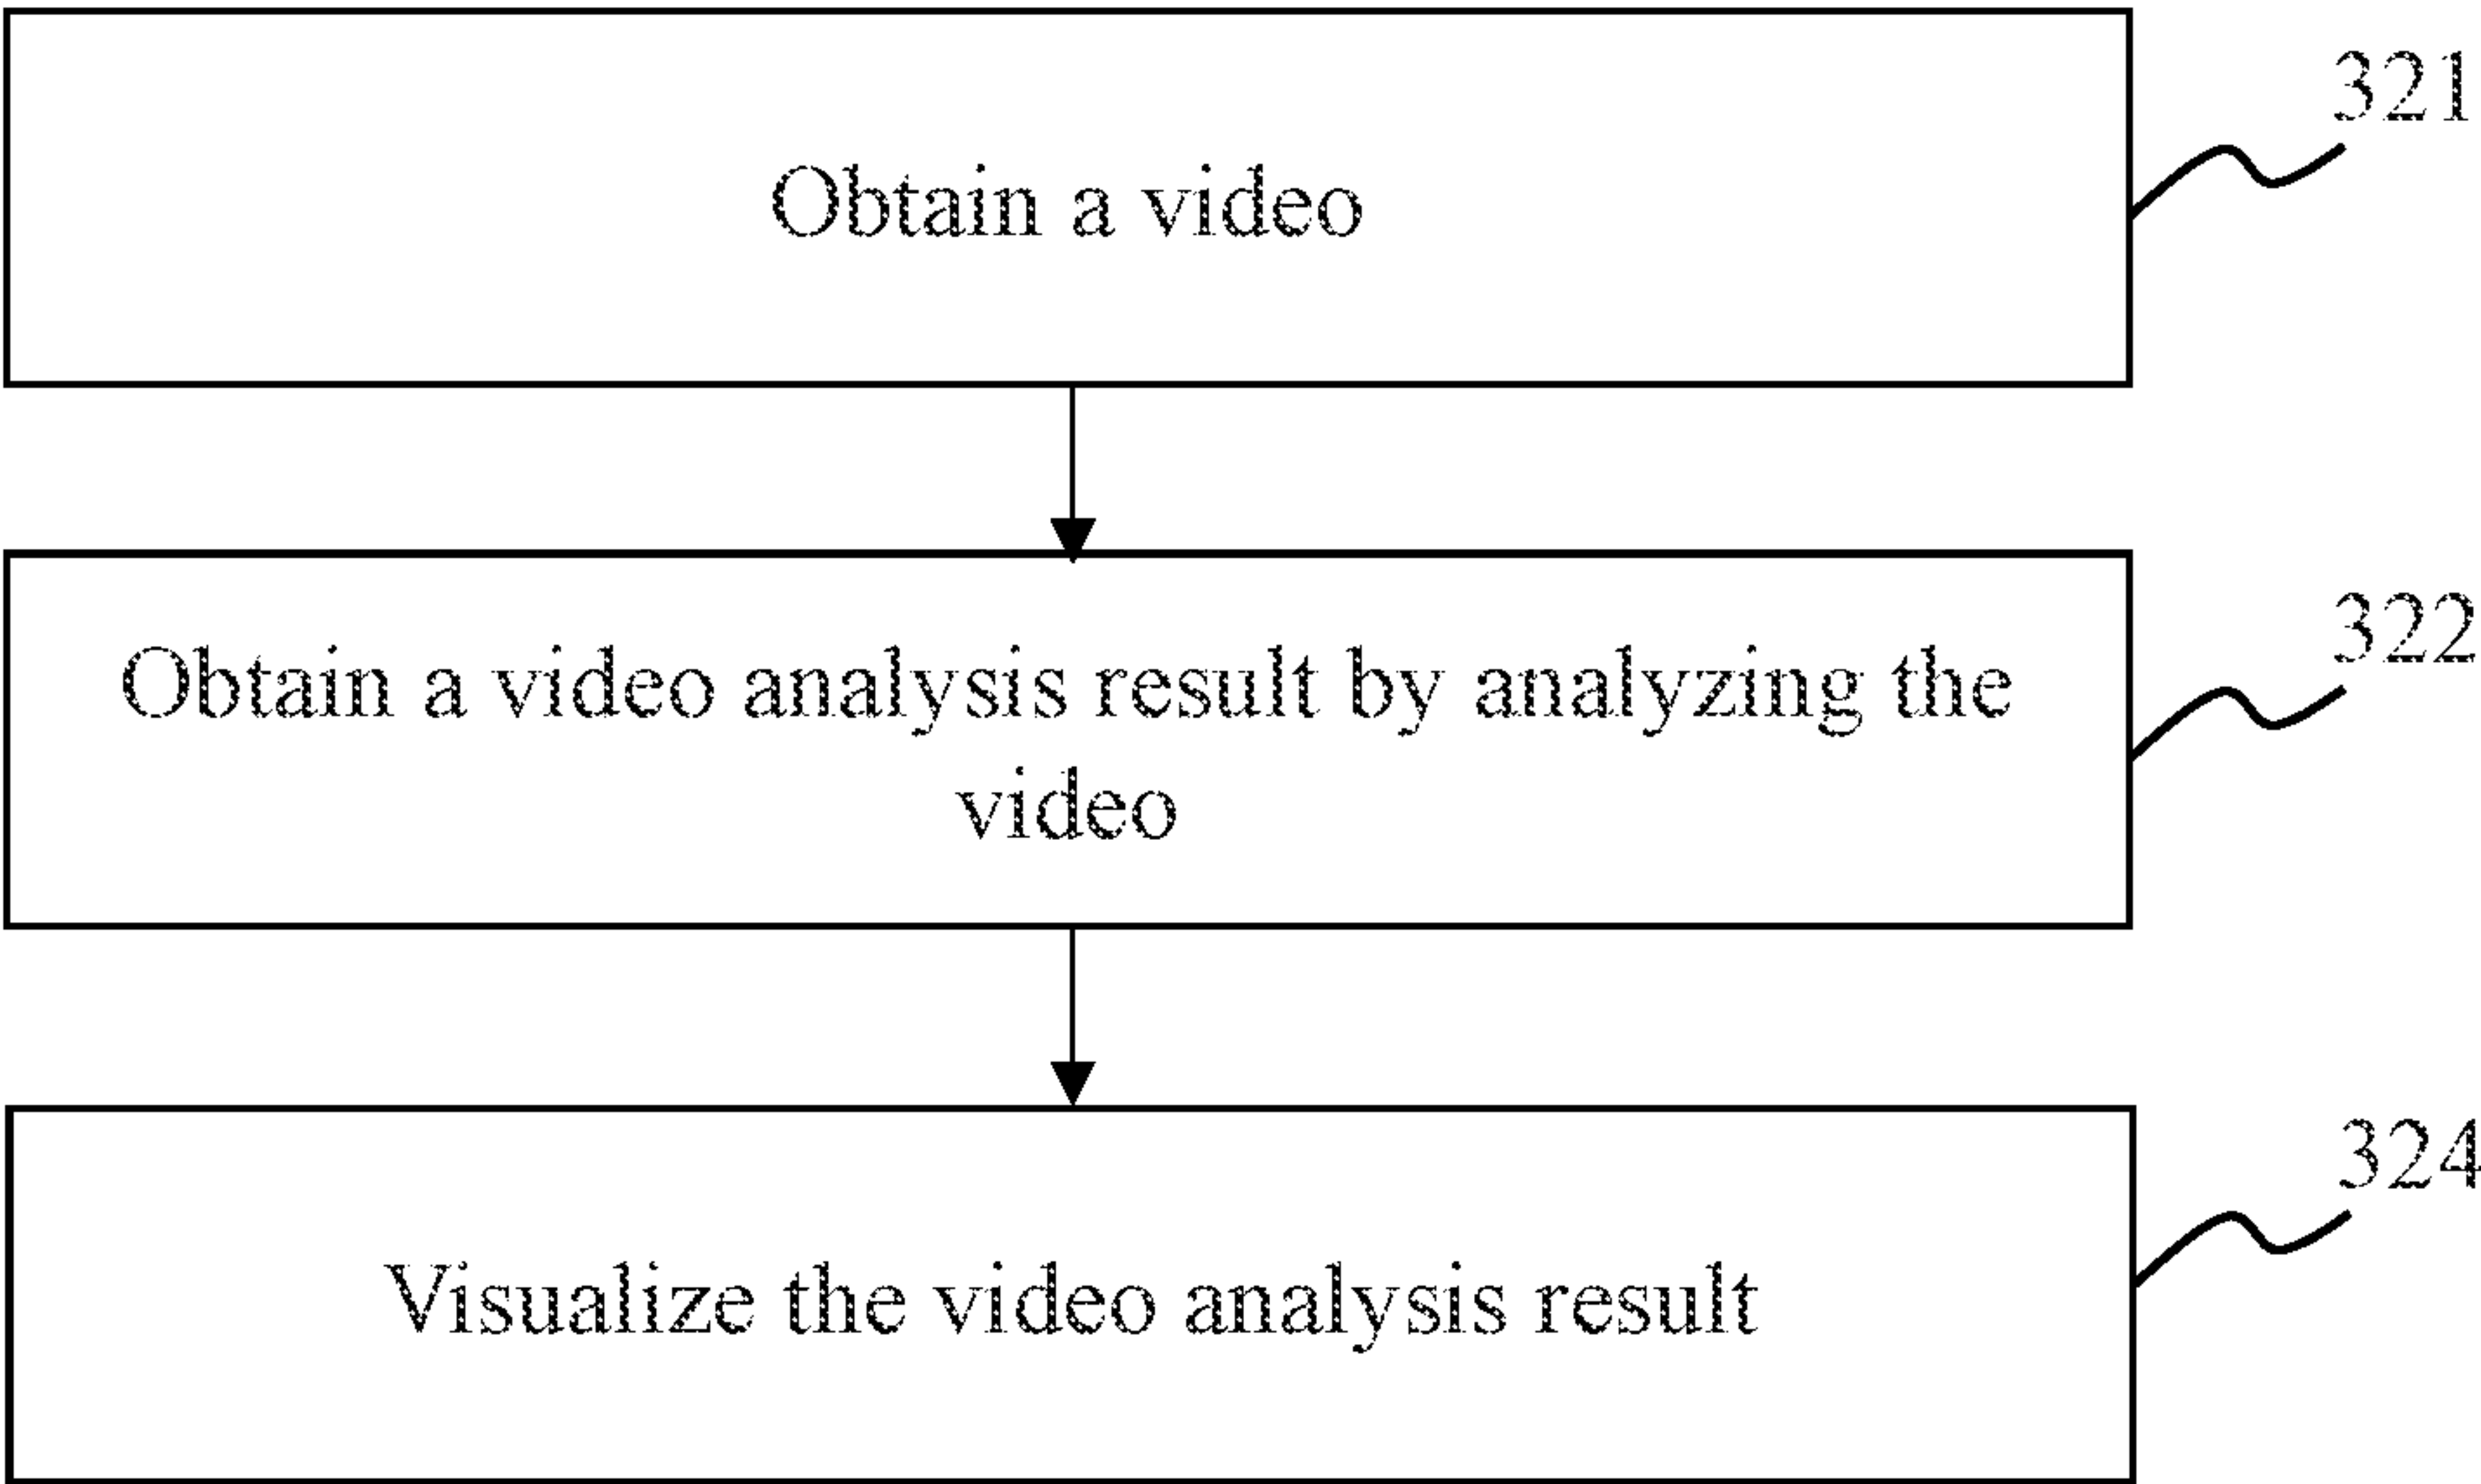 321
Obtain a video
322
Obtain a video analysis result by analyzing the
video
324
Visualize the video analysis result